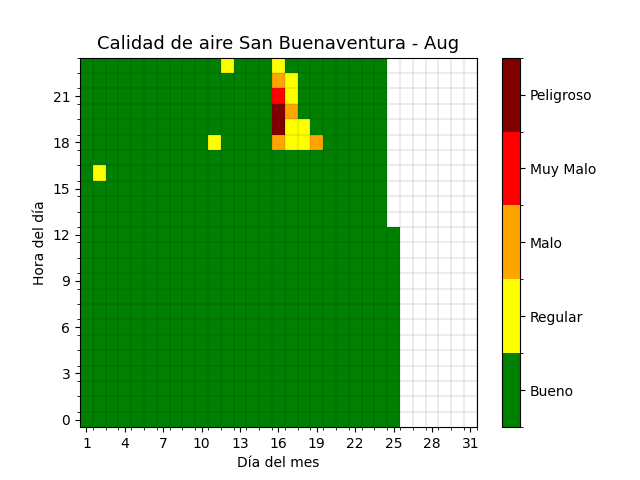 Calidad de aire San Buenaventura - Aug
Hora del día
21
18
15
12
9
6
3
0
1 4 7 10 13 16 19 22 25 28 31
Día del mes
Peligroso
Muy Malo
Malo
Regular
Bueno